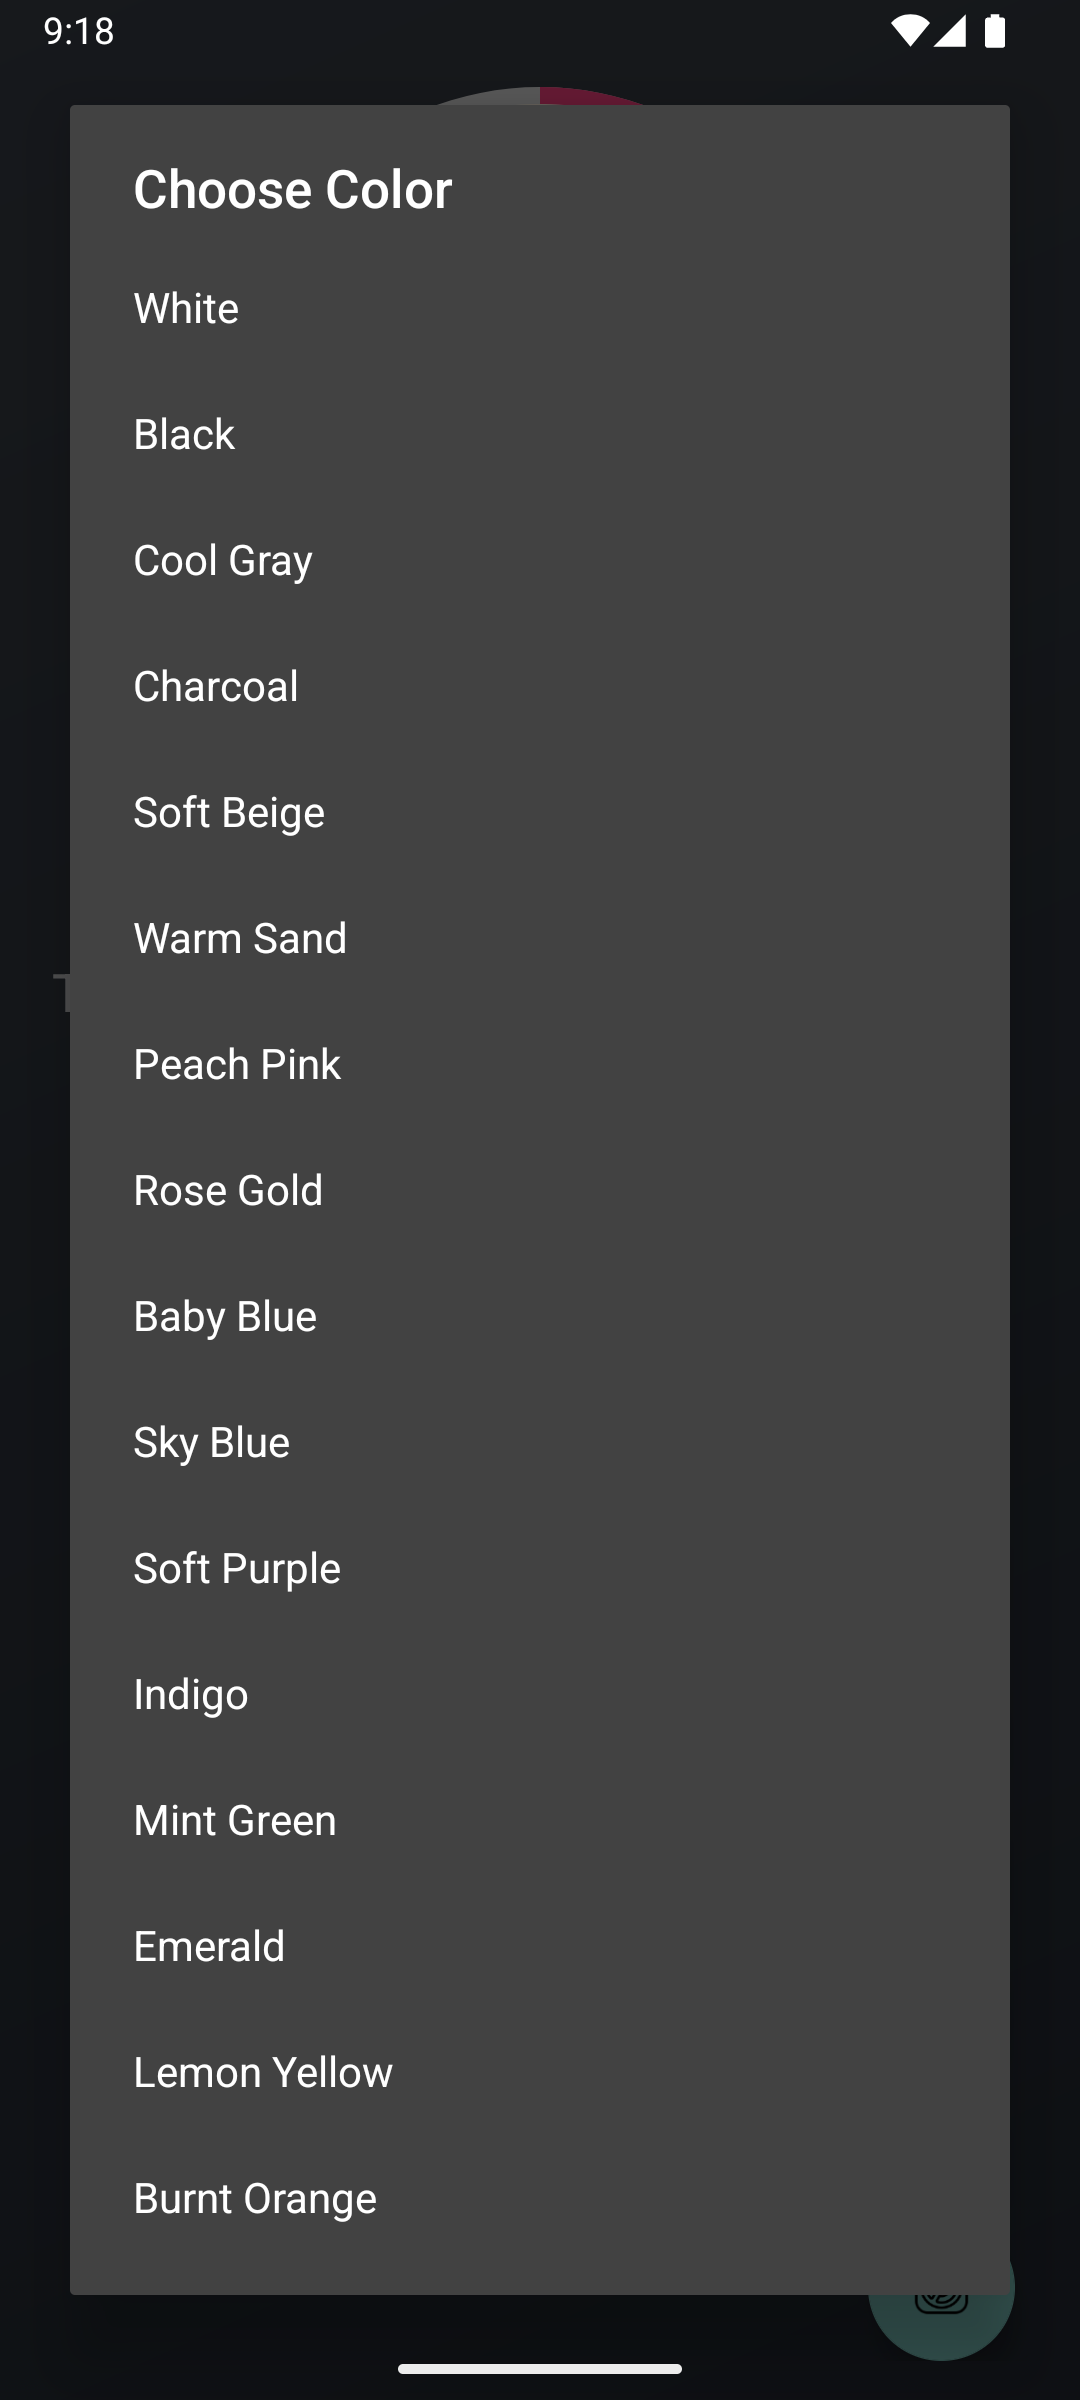 9:18
Choose Color
White
Black
Cool Gray
Charcoal
Soft Beige
Warm Sand
Peach Pink
Rose Gold
Baby Blue
Sky Blue
Soft Purple
Indigo
Mint Green
Emerald
Lemon Yellow
Burnt Orange